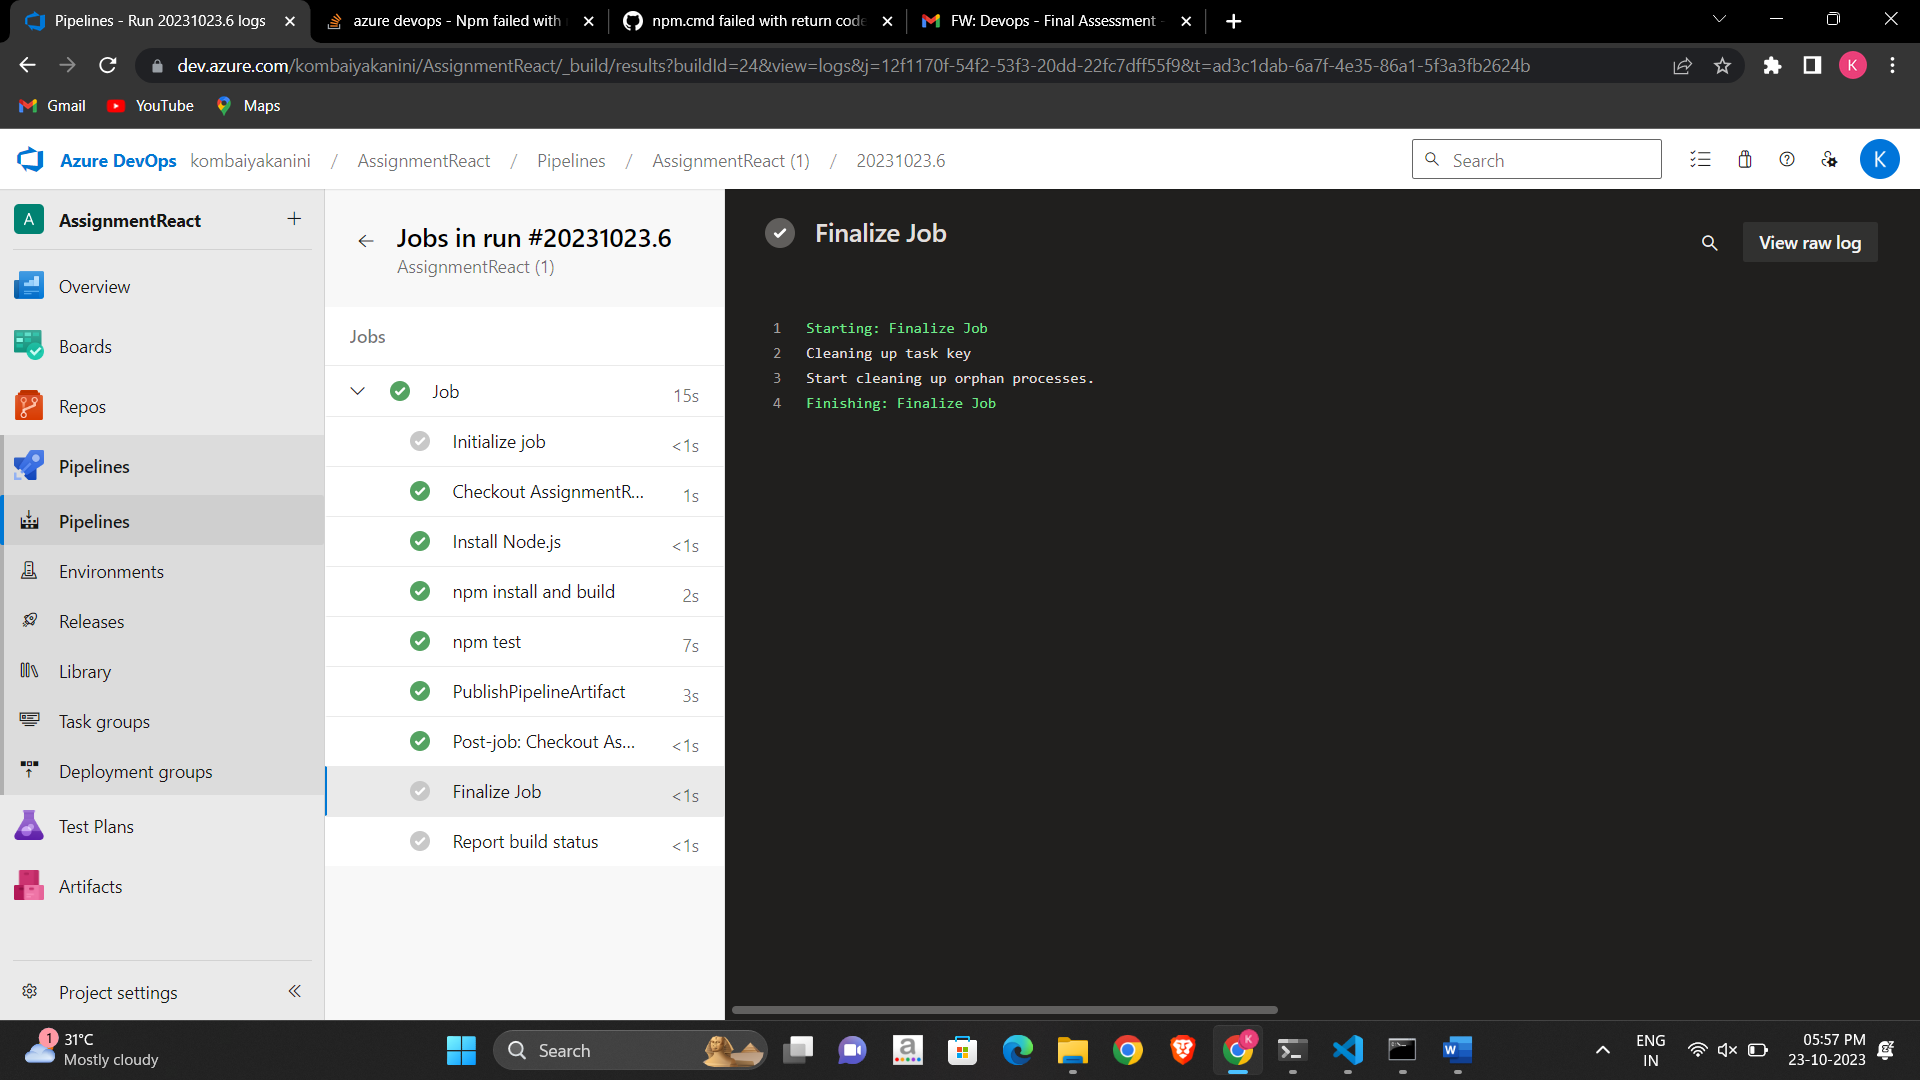 Pipelines - Run 20231023.6 logs
azure devops - Npm failed with
npm.cmd failed with return code
FW: Devops - Final Assessment -
dev.azure.com/kombaiyakanini/AssignmentReact/_build/results?buildId=24&view=logs&j=12f1170f-54f2-53f3-20dd-22fc7dff55f9&t=ad3c1dab-6a7f-4e35-86a1-5f3a3fb2624b
K
Gmail
YouTube
Maps
Azure DevOps kombaiyakanini / AssignmentReact / Pipelines / AssignmentReact (1) / 20231023.6
Search
K
A
AssignmentReact
Overview
Boards
Repos
Pipelines
Pipelines
Environments
Releases
Library
Task groups
Deployment groups
Test Plans
Artifacts
Project settings
Jobs in run #20231023.6
AssignmentReact (1)
Jobs
Job 15s
Initialize job <1s
Checkout AssignmentR... 1s
Install Node.js <1s
npm install and build 2s
npm test 7s
PublishPipelineArtifact 3s
Post-job: Checkout As... <1s
Finalize Job <1s
Report build status <1s
Finalize Job
View raw log
1 Starting: Finalize Job
2 Cleaning up task key
3 Start cleaning up orphan processes.
4 Finishing: Finalize Job
1
31°C
Mostly cloudy
Search
a
K
W
ENG
IN
05:57 PM
23-10-2023